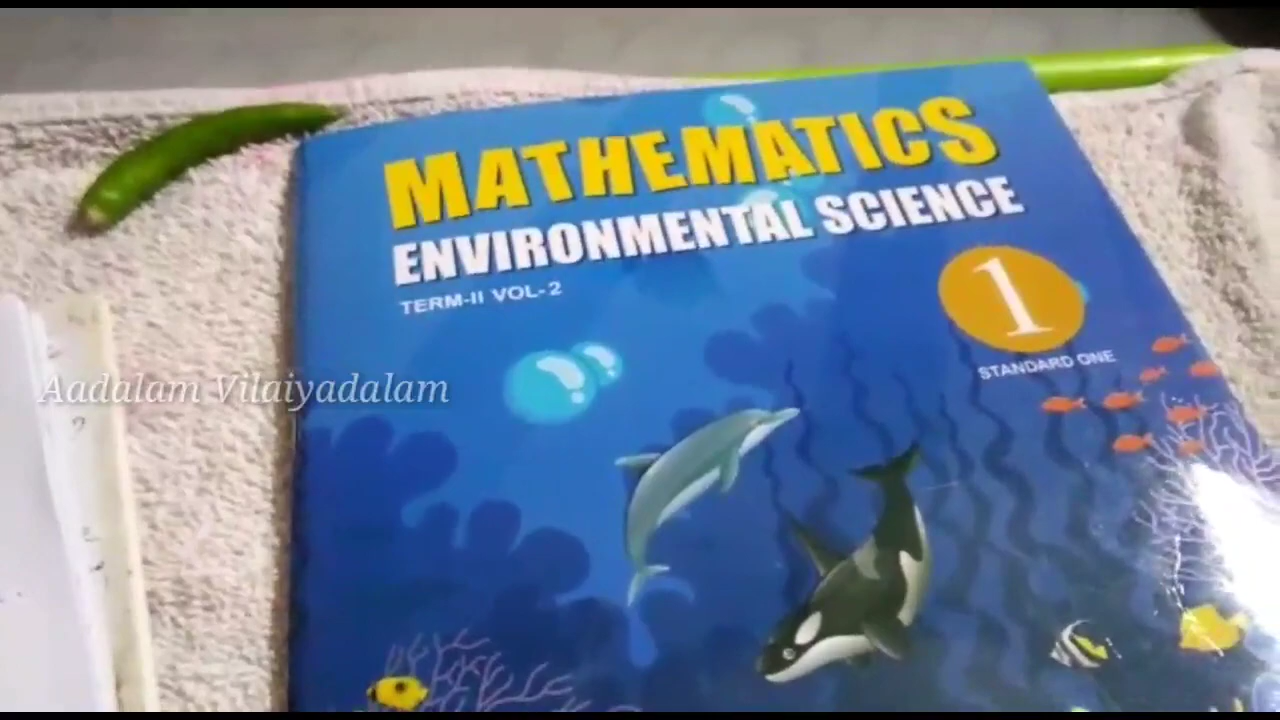 MATHEMATICS
ENVIRONMENTAL SCIENCE
TERM-II VOL-2
1
STANDARD ONE
Aadalam Vilaiyadalam